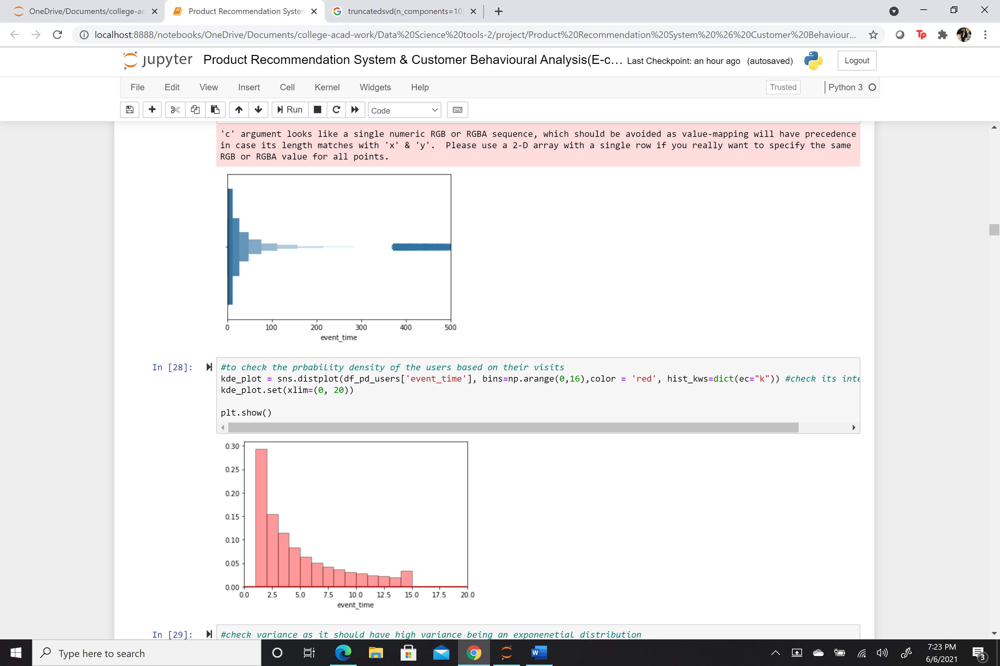 OneDrive/Documents/college-ac
Product Recommendation System
truncatedsvd(n_components=10)
localhost:8888/notebooks/OneDrive/Documents/college-acad-work/Data%20Science%20tools-2/project/Product%20Recommendation%20System%20%26%20Customer%20Behaviour...
Tp
jupyter Product Recommendation System & Customer Behavioural Analysis(E-c... Last Checkpoint: an hour ago (autosaved) Logout
File Edit View Insert Cell Kernel Widgets Help Trusted Python 3
Run Code
'c' argument looks like a single numeric RGB or RGBA sequence, which should be avoided as value-mapping will have precedence
in case its length matches with 'x' & 'y'.  Please use a 2-D array with a single row if you really want to specify the same
RGB or RGBA value for all points.
0 100 200 300 400 500
event_time
In [28]:
#to check the prbability density of the users based on their visits
kde_plot = sns.distplot(df_pd_users['event_time'], bins=np.arange(0,16),color = 'red', hist_kws=dict(ec="k")) #check its inte
kde_plot.set(xlim=(0, 20))
plt.show()
0.30
0.25
0.20
0.15
0.10
0.05
0.00
0.0 2.5 5.0 7.5 10.0 12.5 15.0 17.5 20.0
event_time
In [29]:
#check variance as it should have high variance being an exponenetial distribution
Type here to search
W
7:23 PM
6/6/2021
3